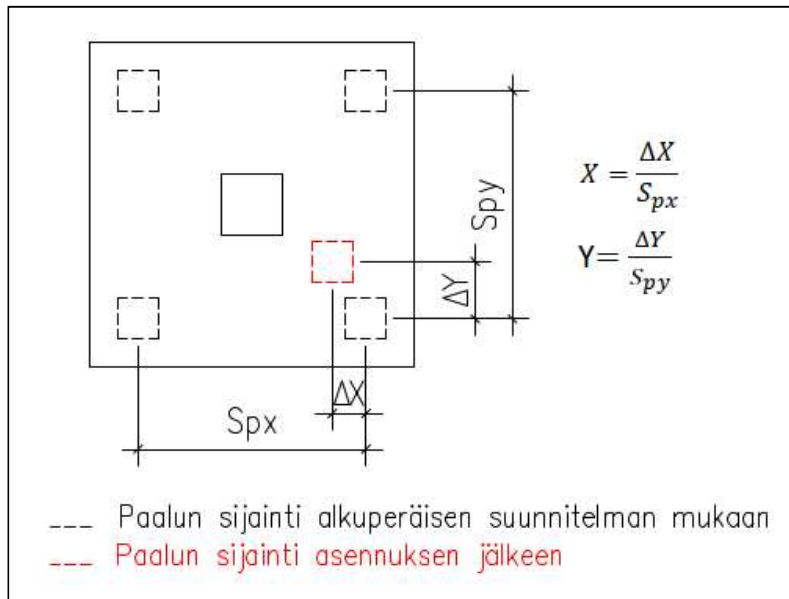 Spy
ΔY
ΔX
Spx
X = ΔX / S_px
Y= ΔY / S_py
--- Paalun sijainti alkuperäisen suunnitelman mukaan
--- Paalun sijainti asennuksen jälkeen